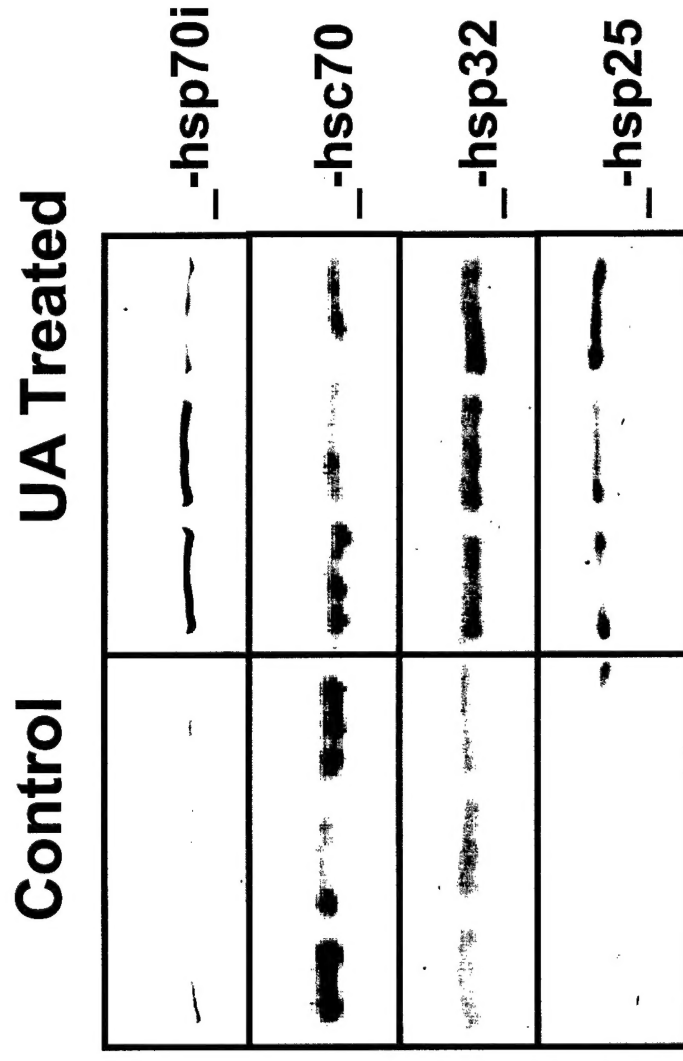 Control
UA Treated
_-hsp70i
_-hsc70
_-hsp32
_-hsp25